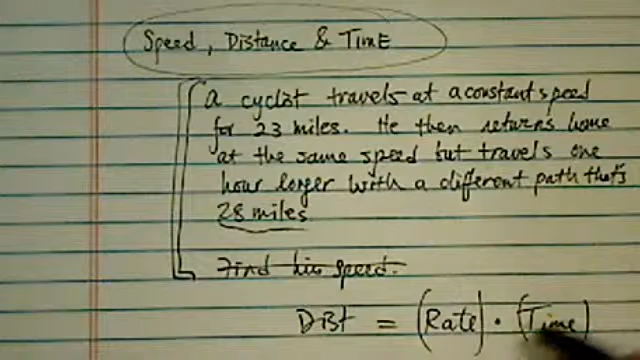 Speed, Distance & TimE
A cyclist travels at a constant speed
for 23 miles. He then returns home
at the same speed but travels one
hour longer with a different path that's
28 miles
Find his speed.
Dist = (Rate) • (Time)